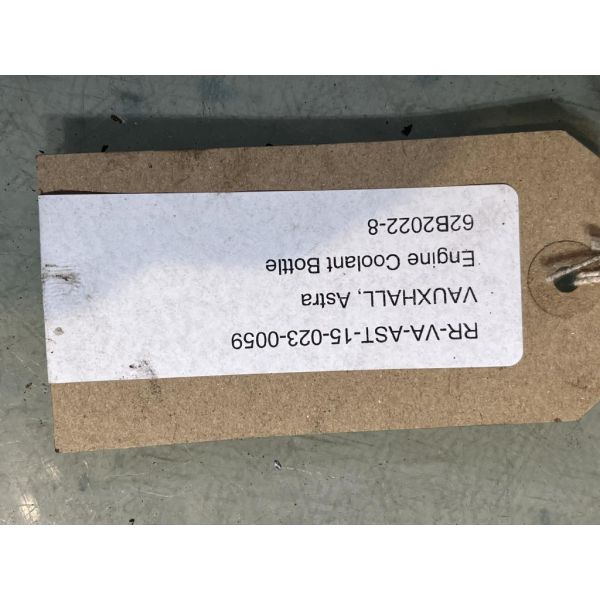 RR-VA-AST-15-023-0059
VAUXHALL, Astra
Engine Coolant Bottle
62B2022-8